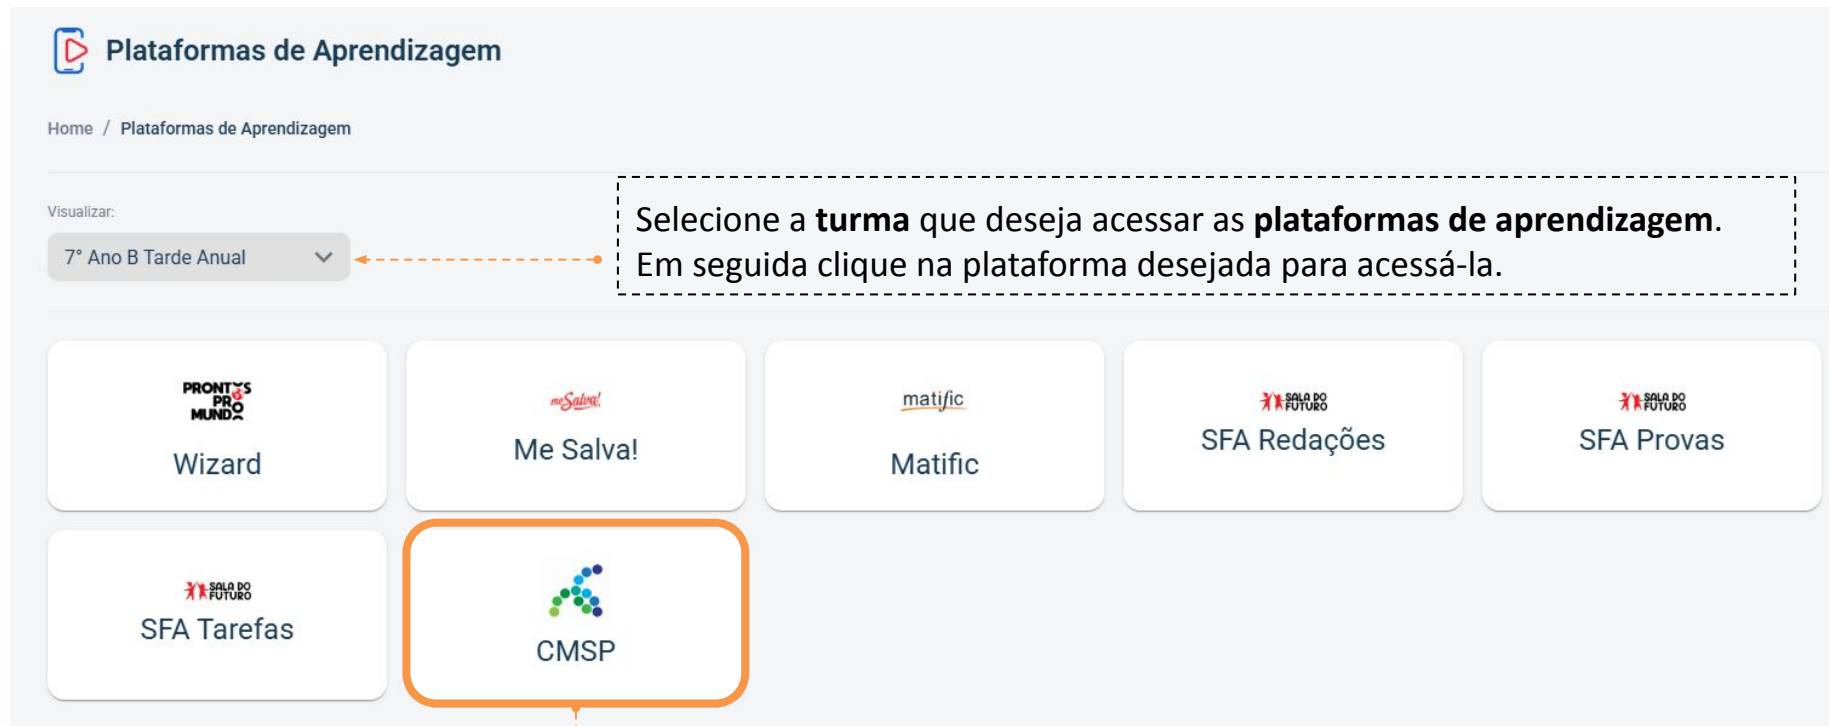 Plataformas de Aprendizagem
Home / Plataformas de Aprendizagem
Visualizar:
7° Ano B Tarde Anual
Selecione a turma que deseja acessar as plataformas de aprendizagem.
Em seguida clique na plataforma desejada para acessá-la.
PRONTOS
PRO
MUNDO
Wizard
me Salva!
Me Salva!
matific
Matific
SALA DO
FUTURO
SFA Redações
SALA DO
FUTURO
SFA Provas
SALA DO
FUTURO
SFA Tarefas
CMSP